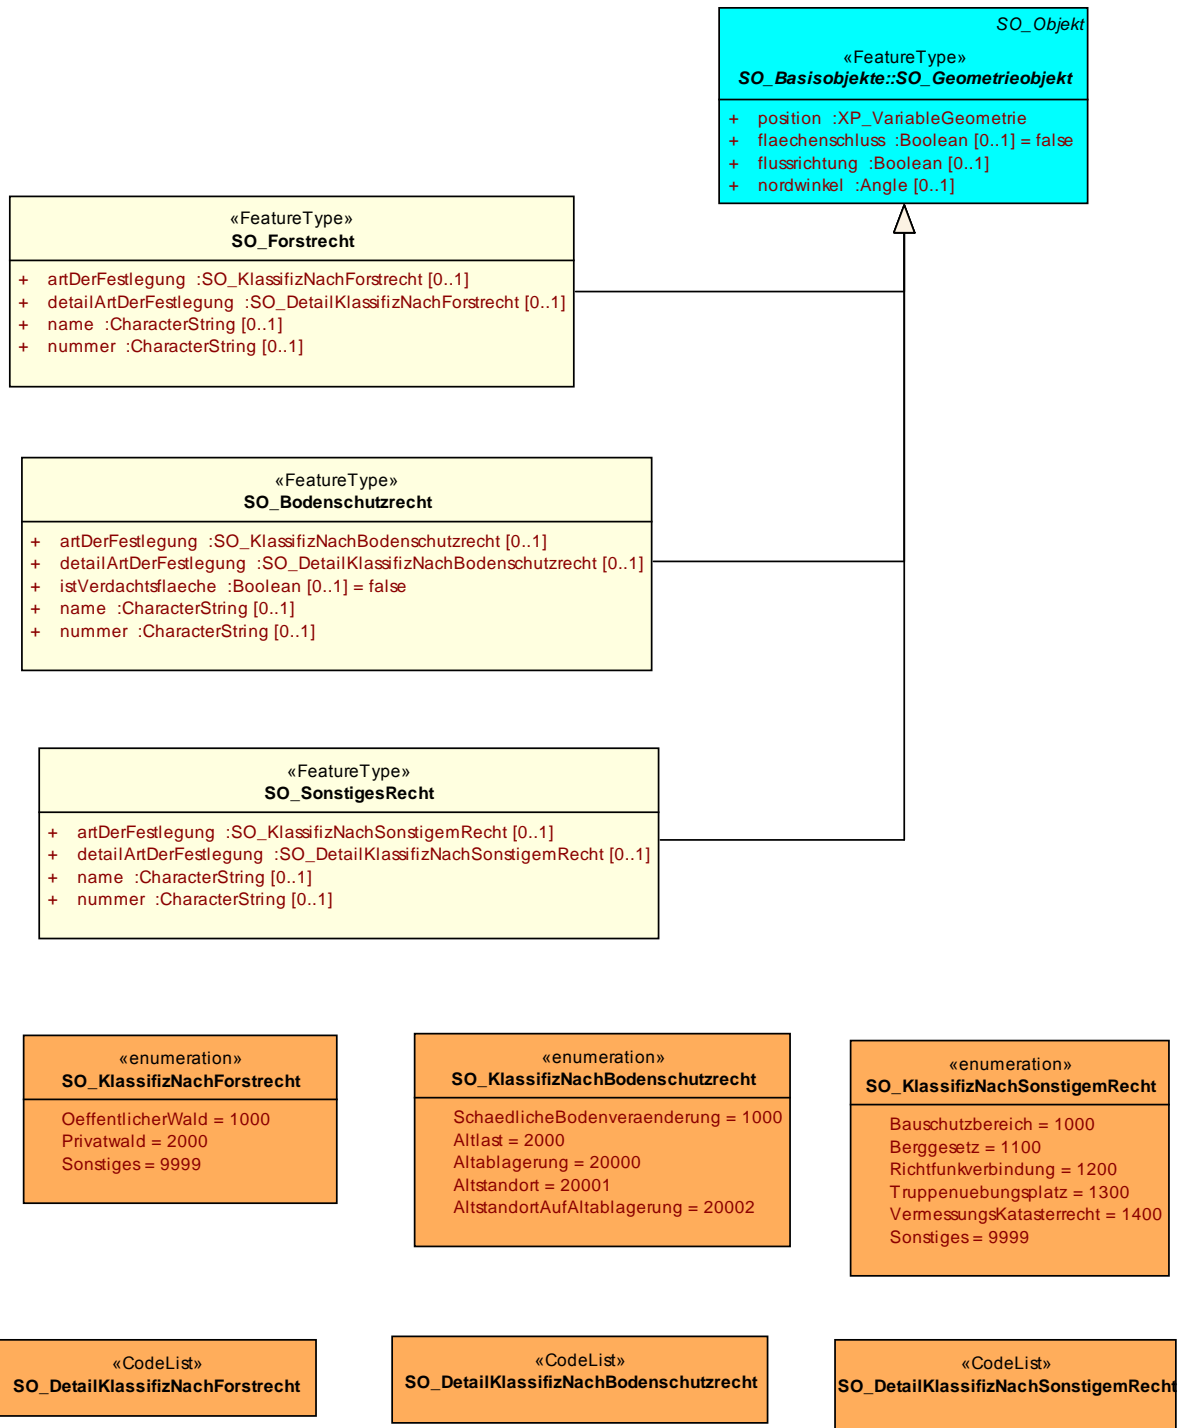 SO_Objekt
«FeatureType»
SO_Basisobjekte::SO_Geometrieobjekt
+ position :XP_VariableGeometrie
+ flaechenschluss :Boolean [0..1] = false
+ flussrichtung :Boolean [0..1]
+ nordwinkel :Angle [0..1]
«FeatureType»
SO_Forstrecht
+ artDerFestlegung :SO_KlassifizNachForstrecht [0..1]
+ detailArtDerFestlegung :SO_DetailKlassifizNachForstrecht [0..1]
+ name :CharacterString [0..1]
+ nummer :CharacterString [0..1]
«FeatureType»
SO_Bodenschutzrecht
+ artDerFestlegung :SO_KlassifizNachBodenschutzrecht [0..1]
+ detailArtDerFestlegung :SO_DetailKlassifizNachBodenschutzrecht [0..1]
+ istVerdachtsflaeche :Boolean [0..1] = false
+ name :CharacterString [0..1]
+ nummer :CharacterString [0..1]
«FeatureType»
SO_SonstigesRecht
+ artDerFestlegung :SO_KlassifizNachSonstigemRecht [0..1]
+ detailArtDerFestlegung :SO_DetailKlassifizNachSonstigemRecht [0..1]
+ name :CharacterString [0..1]
+ nummer :CharacterString [0..1]
«enumeration»
SO_KlassifizNachForstrecht
OeffentlicherWald = 1000
Privatwald = 2000
Sonstiges = 9999
«enumeration»
SO_KlassifizNachBodenschutzrecht
SchaedlicheBodenveraenderung = 1000
Altlast = 2000
Altablagerung = 20000
Altstandort = 20001
AltstandortAufAltablagerung = 20002
«enumeration»
SO_KlassifizNachSonstigemRecht
Bauschutzbereich = 1000
Berggesetz = 1100
Richtfunkverbindung = 1200
Truppenuebungsplatz = 1300
VermessungsKatasterrecht = 1400
Sonstiges = 9999
«CodeList»
SO_DetailKlassifizNachForstrecht
«CodeList»
SO_DetailKlassifizNachBodenschutzrecht
«CodeList»
SO_DetailKlassifizNachSonstigemRecht